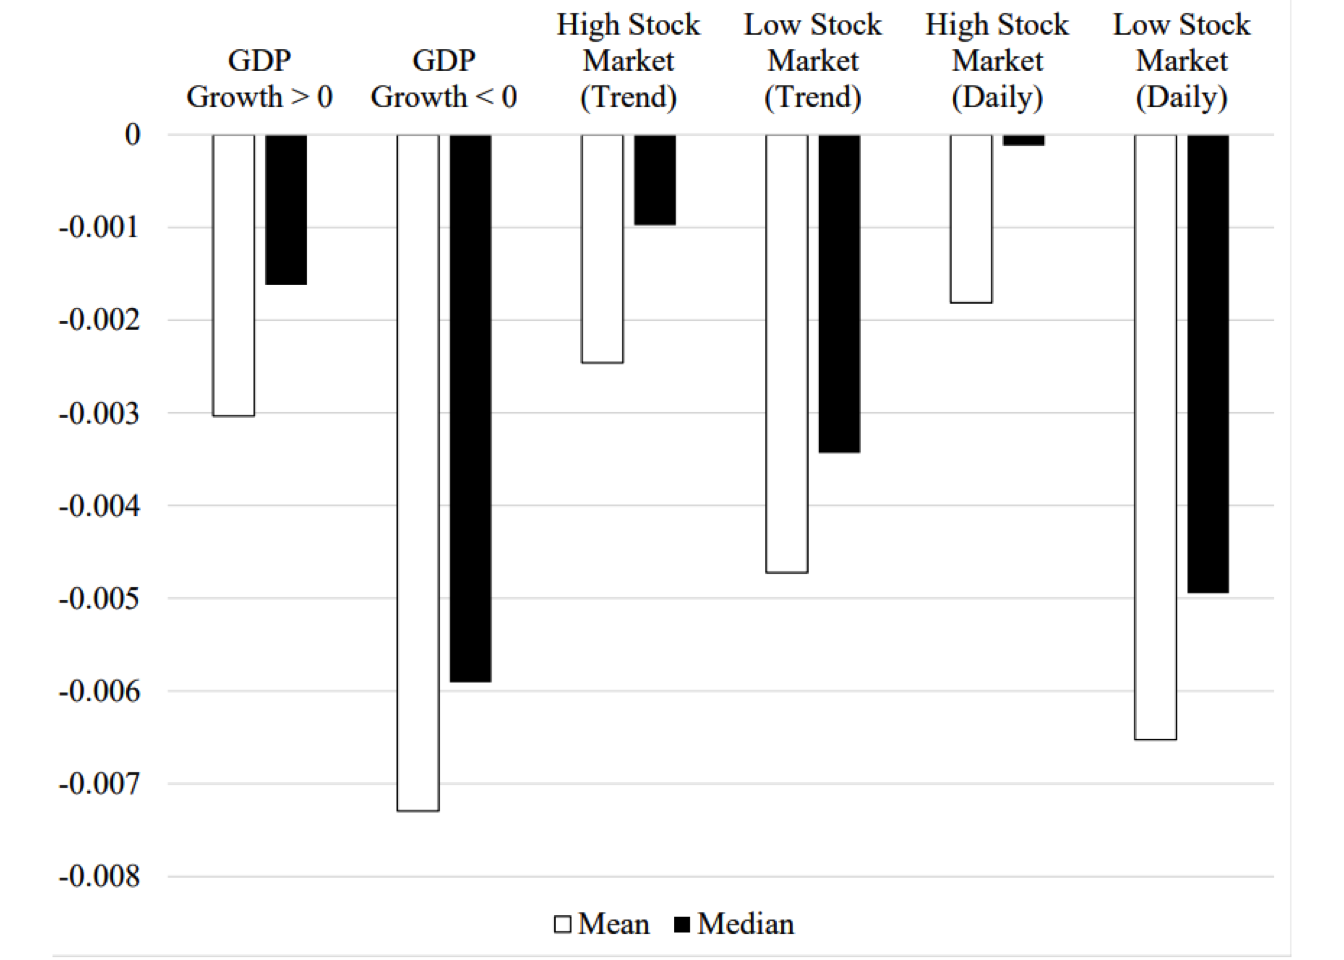 GDP
Growth > 0
GDP
Growth < 0
High Stock
Market
(Trend)
Low Stock
Market
(Trend)
High Stock
Market
(Daily)
Low Stock
Market
(Daily)
0
-0.001
-0.002
-0.003
-0.004
-0.005
-0.006
-0.007
-0.008
Mean
Median